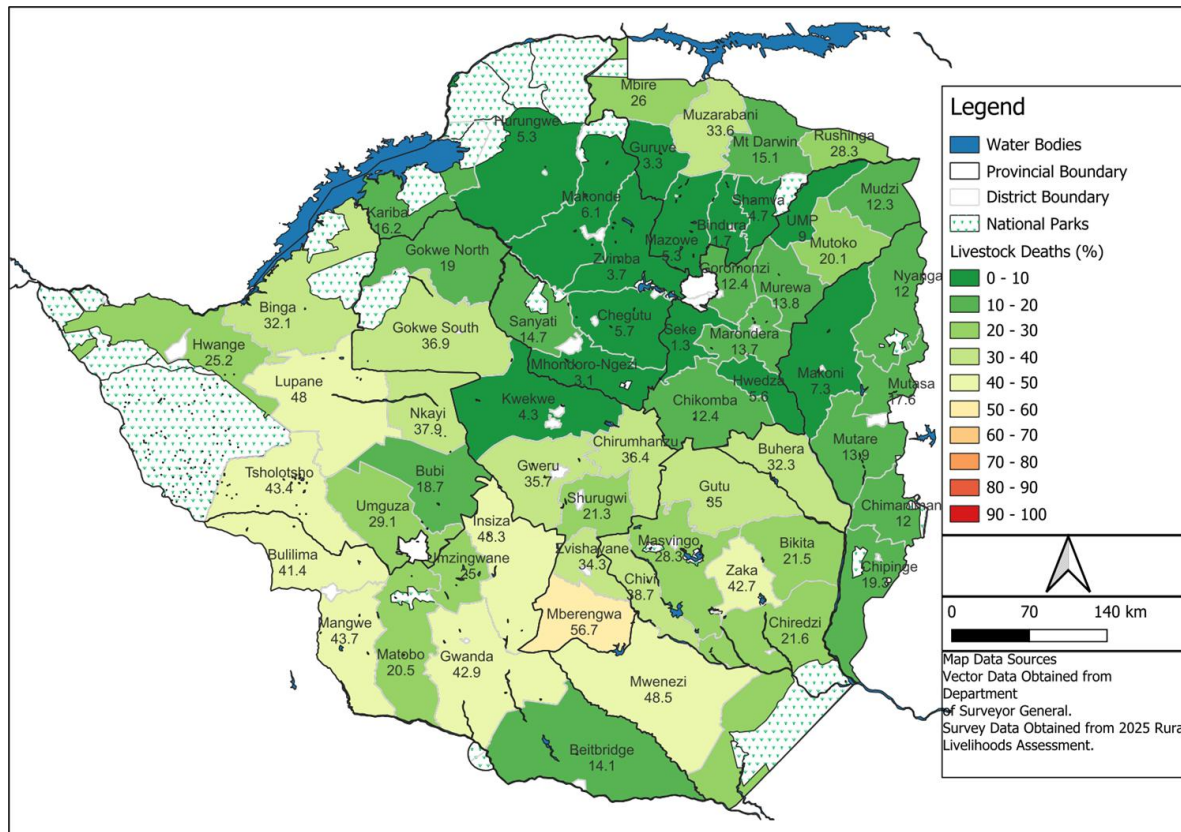 Mbire
26
Muzarabani
33.6
Mt Darwin
15.1
Rushinga
28.3
Hurungwe
5.3
Guruve
3.3
Makonde
6.1
Shamva
4.7
Bindura
1.7
UMP
9
Mudzi
12.3
Mutoko
20.1
Kariba
16.2
Gokwe North
19
Zvimba
3.7
Mazowe
5.3
Goromonzi
12.4
Murewa
13.8
Nyanga
12
Binga
32.1
Gokwe South
36.9
Sanyati
14.7
Chegutu
5.7
Seke
1.3
Marondera
13.7
Makoni
7.3
Mutasa
17.6
Hwange
25.2
Lupane
48
Mhondoro-Ngezi
3.1
Hwedza
5.6
Nkayi
37.9
Kwekwe
4.3
Chikomba
12.4
Mutare
13.9
Chirumhanzu
36.4
Buhera
32.3
Tsholotsho
43.4
Bubi
18.7
Gweru
35.7
Gutu
35
Umguza
29.1
Shurugwi
21.3
Chimanimani
12
Insiza
48.3
Bulilima
41.4
Umzingwane
25
Zvishavane
34.3
Masvingo
28.3
Bikita
21.5
Zaka
42.7
Chipinge
19.3
Chivi
38.7
Mberengwa
56.7
Mangwe
43.7
Matobo
20.5
Gwanda
42.9
Chiredzi
21.6
Mwenezi
48.5
Beitbridge
14.1
Legend
Water Bodies
Provincial Boundary
District Boundary
National Parks
Livestock Deaths (%)
0 - 10
10 - 20
20 - 30
30 - 40
40 - 50
50 - 60
60 - 70
70 - 80
80 - 90
90 - 100
0 70 140 km
Map Data Sources
Vector Data Obtained from
Department
of Surveyor General.
Survey Data Obtained from 2025 Rura
Livelihoods Assessment.